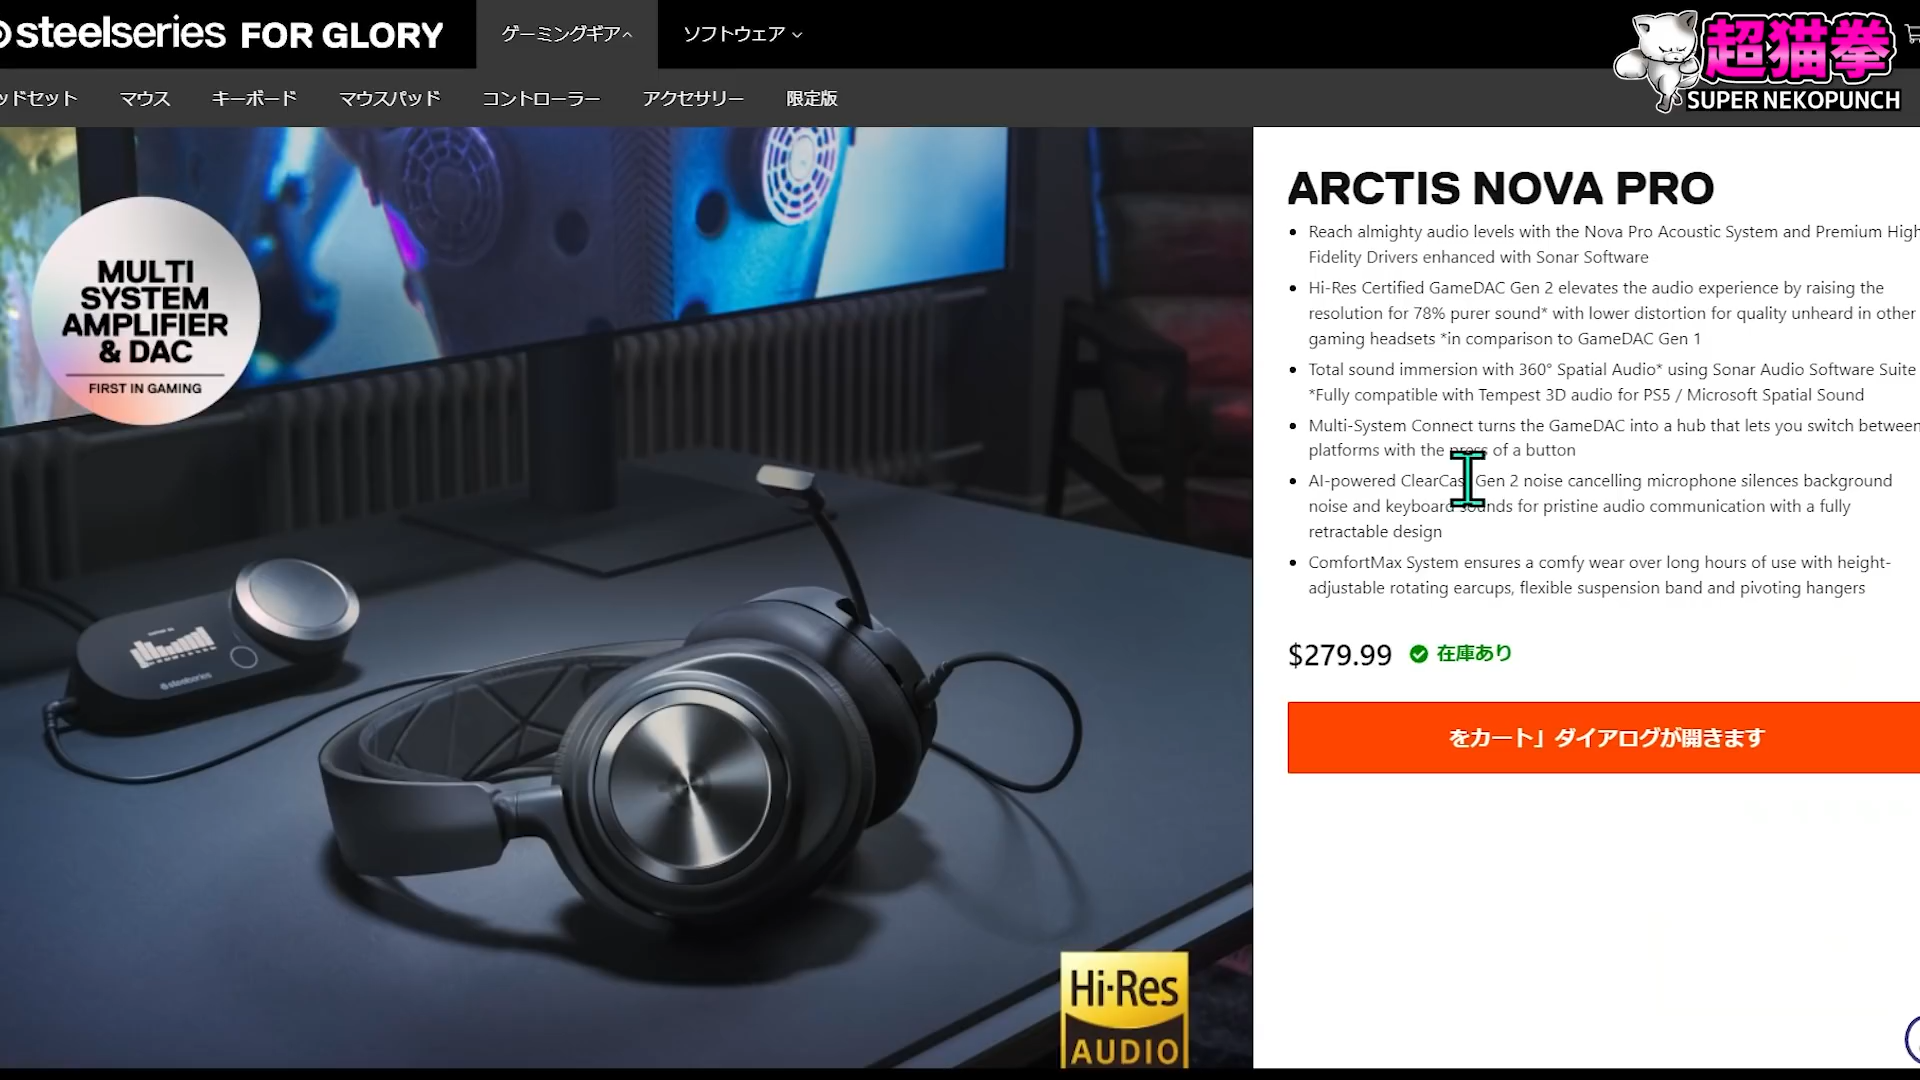 steelseries FOR GLORY
ゲーミングギア
ソフトウェア
超猫拳
SUPER NEKOPUNCH
ッドセット
マウス
キーボード
マウスパッド
コントローラー
アクセサリー
限定版
MULTI
SYSTEM
AMPLIFIER
& DAC
FIRST IN GAMING
steelseries
Hi-Res
AUDIO
ARCTIS NOVA PRO
Reach almighty audio levels with the Nova Pro Acoustic System and Premium High
Fidelity Drivers enhanced with Sonar Software
Hi-Res Certified GameDAC Gen 2 elevates the audio experience by raising the
resolution for 78% purer sound* with lower distortion for quality unheard in other
gaming headsets *in comparison to GameDAC Gen 1
Total sound immersion with 360° Spatial Audio* using Sonar Audio Software Suite
*Fully compatible with Tempest 3D audio for PS5 / Microsoft Spatial Sound
Multi-System Connect turns the GameDAC into a hub that lets you switch between
platforms with the press of a button
AI-powered ClearCast Gen 2 noise cancelling microphone silences background
noise and keyboard sounds for pristine audio communication with a fully
retractable design
ComfortMax System ensures a comfy wear over long hours of use with height-
adjustable rotating earcups, flexible suspension band and pivoting hangers
$279.99
在庫あり
をカート」ダイアログが開きます